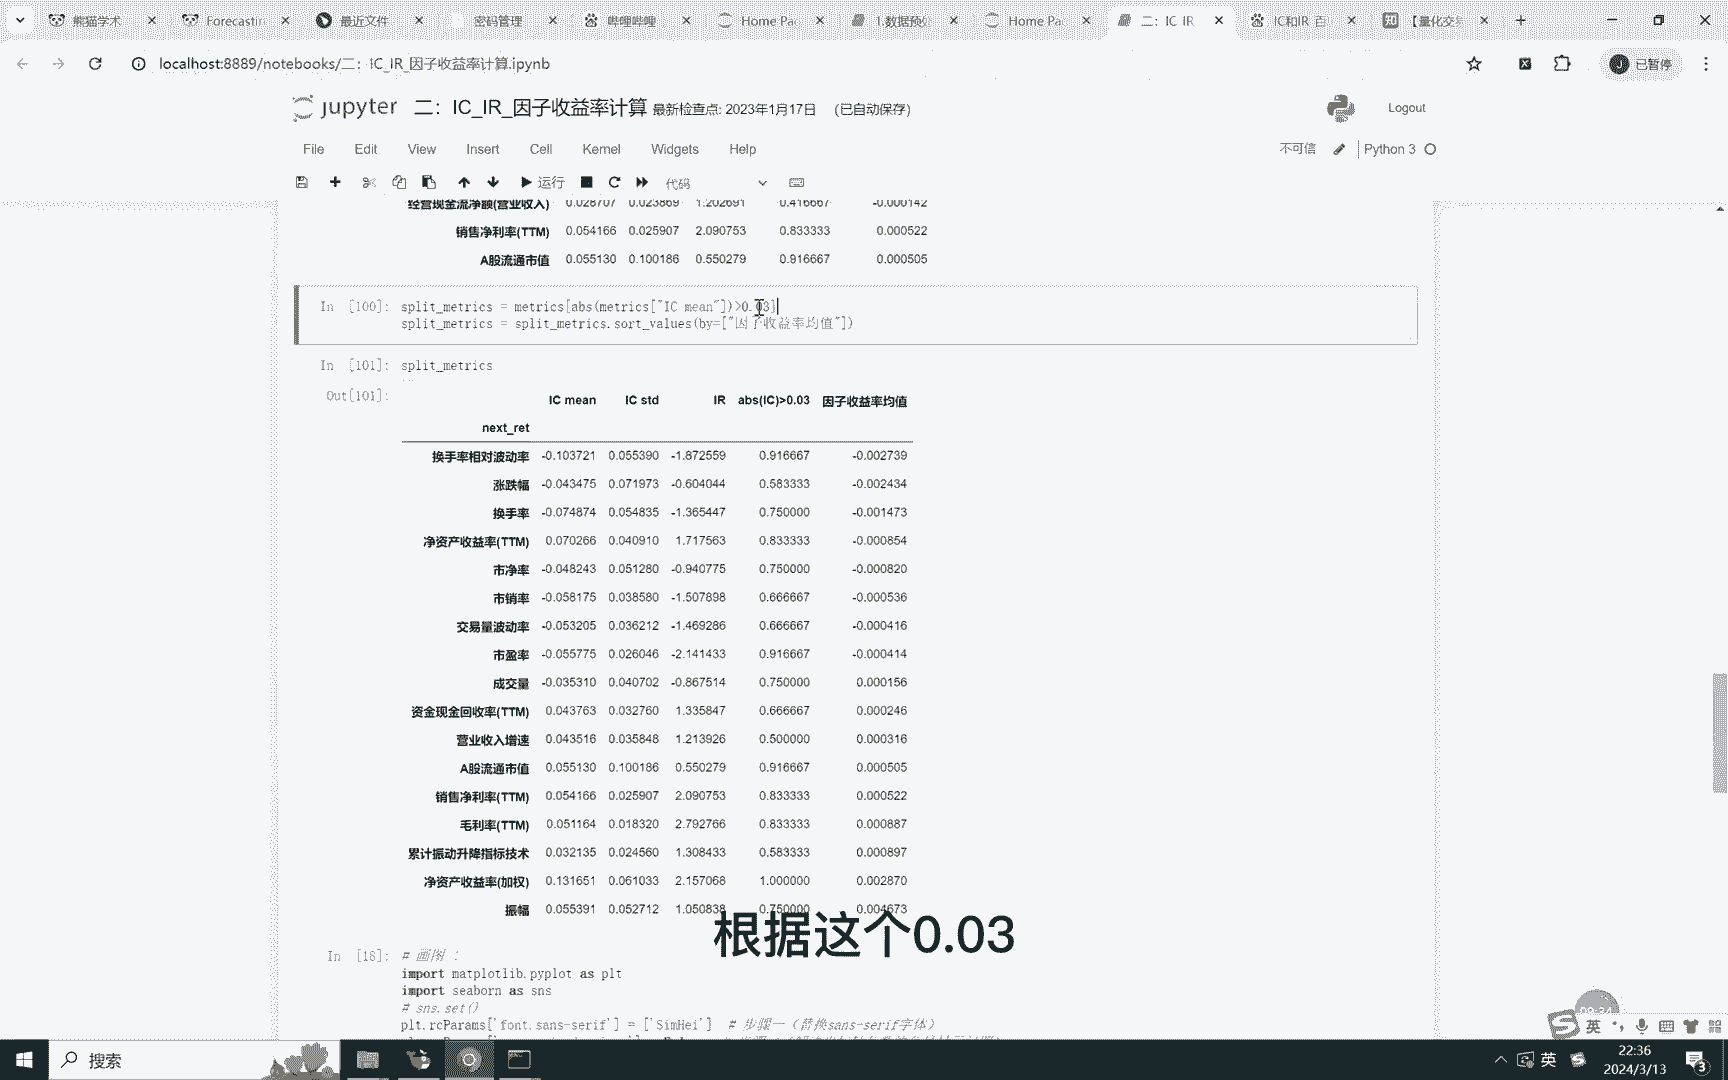 熊猫学术 Forecastin 最近文件 密码管理 哔哩哔哩 Home Pa 1.数据预处 Home Pa 二：IC IR IC和IR 百 【量化交易
localhost:8889/notebooks/二：IC_IR_因子收益率计算.ipynb 已暂停
jupyter 二：IC_IR_因子收益率计算 最新检查点: 2023年1月17日 (已自动保存) Logout
File Edit View Insert Cell Kernel Widgets Help 不可信 Python 3
运行 代码
经营现金流净额(营业收入) 0.028707 0.023869 1.202691 0.416667 -0.000142
销售净利率(TTM) 0.054166 0.025907 2.090753 0.833333 0.000522
A股流通市值 0.055130 0.100186 0.550279 0.916667 0.000505
In [100]: split_metrics = metrics[abs(metrics["IC mean"])>0.03]
split_metrics = split_metrics.sort_values(by=["因子收益率均值"])
In [101]: split_metrics
Out[101]:
IC mean IC std IR abs(IC)>0.03 因子收益率均值
next_ret
换手率相对波动率 -0.103721 0.055390 -1.872559 0.916667 -0.002739
涨跌幅 -0.043475 0.071973 -0.604044 0.583333 -0.002434
换手率 -0.074874 0.054835 -1.365447 0.750000 -0.001473
净资产收益率(TTM) 0.070266 0.040910 1.717563 0.833333 -0.000854
市净率 -0.048243 0.051280 -0.940775 0.750000 -0.000820
市销率 -0.058175 0.038580 -1.507898 0.666667 -0.000536
交易量波动率 -0.053205 0.036212 -1.469286 0.666667 -0.000416
市盈率 -0.055775 0.026046 -2.141433 0.916667 -0.000414
成交量 -0.035310 0.040702 -0.867514 0.750000 0.000156
资金现金回收率(TTM) 0.043763 0.032760 1.335847 0.666667 0.000246
营业收入增速 0.043516 0.035848 1.213926 0.500000 0.000316
A股流通市值 0.055130 0.100186 0.550279 0.916667 0.000505
销售净利率(TTM) 0.054166 0.025907 2.090753 0.833333 0.000522
毛利率(TTM) 0.051164 0.018320 2.792766 0.833333 0.000887
累计振动升降指标技术 0.032135 0.024560 1.308433 0.583333 0.000897
净资产收益率(加权) 0.131651 0.061033 2.157068 1.000000 0.002870
振幅 0.055391 0.052712 1.050838 0.750000 0.004673
根据这个0.03
In [18]: # 画图 ：
import matplotlib.pyplot as plt
import seaborn as sns
# sns.set()
plt.rcParams['font.sans-serif'] = ['SimHei'] # 步骤一（替换sans-serif字体）
英
搜索 英 22:36
2024/3/13 3